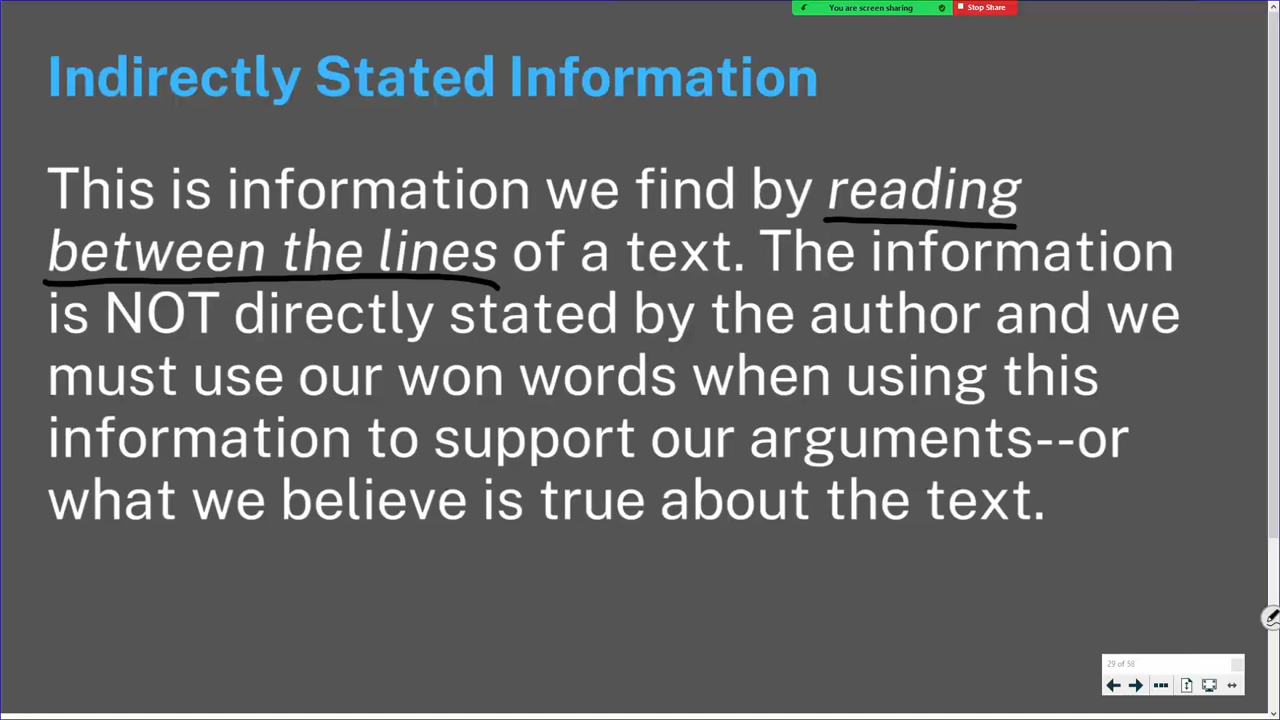 You are screen sharing
Stop Share
Indirectly Stated Information
This is information we find by reading
between the lines of a text. The information
is NOT directly stated by the author and we
must use our won words when using this
information to support our arguments--or
what we believe is true about the text.
29 of 58